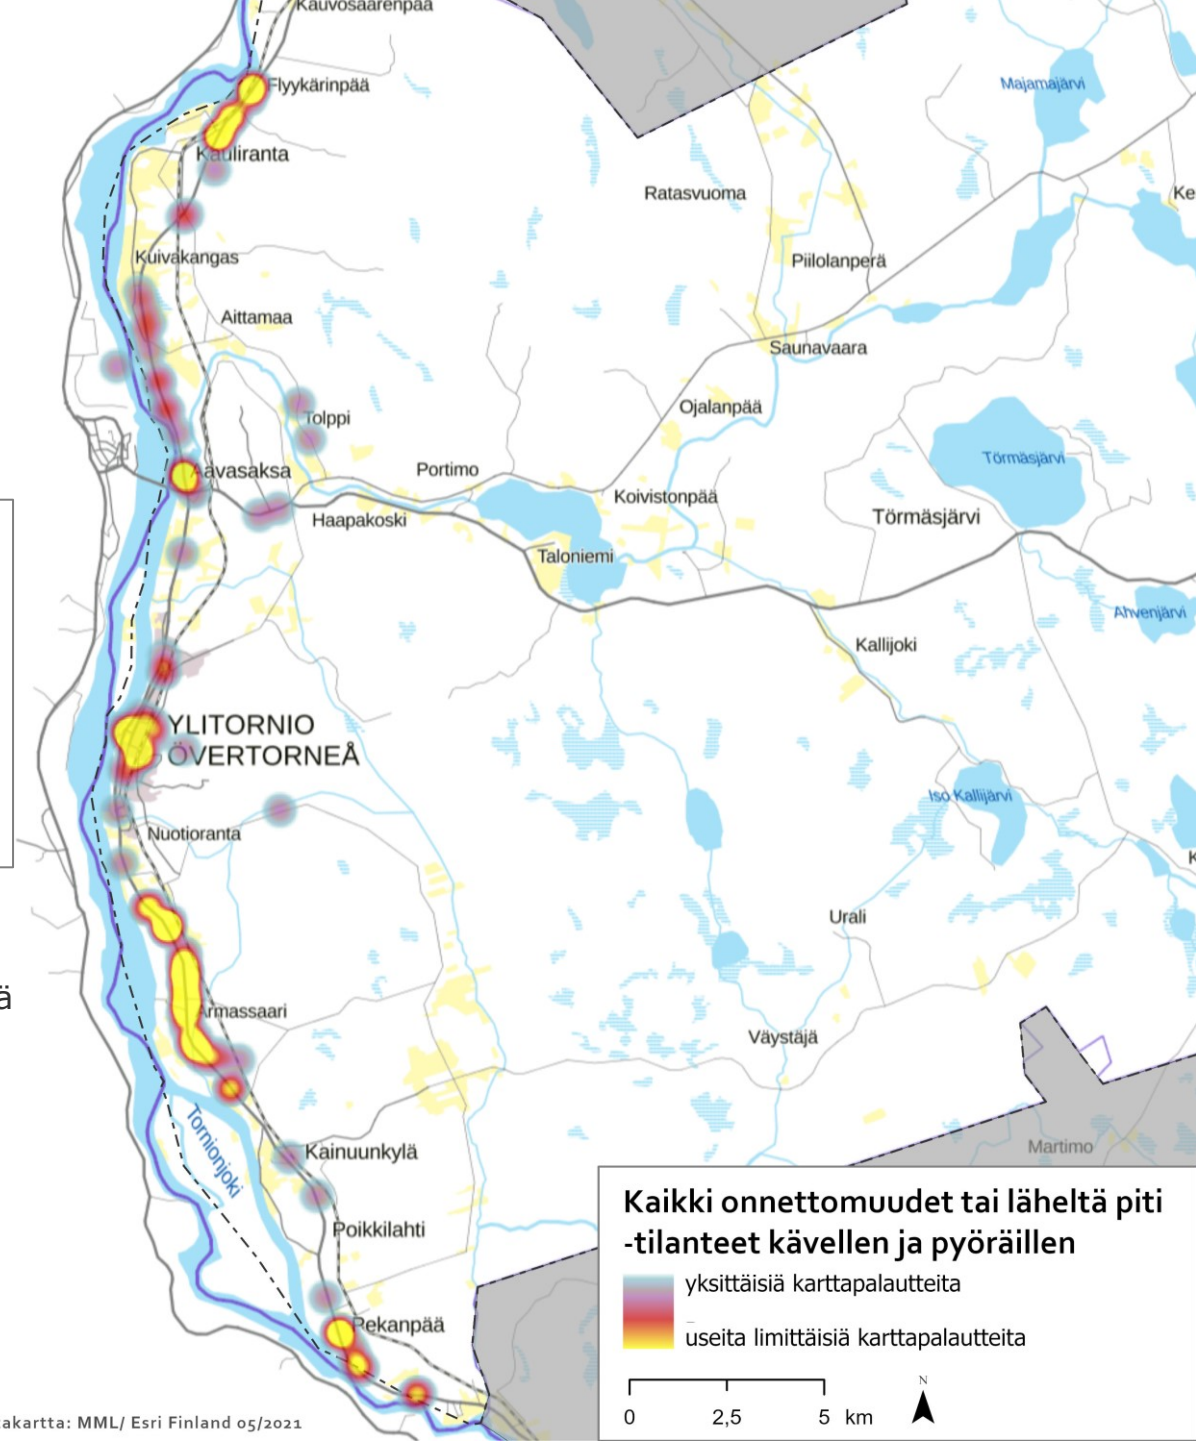 Kauvosaarenpää
Flyykärinpää
Majamajärvi
Kauliranta
Ratasvuoma
Ke
Kuivakangas
Piilolanperä
Aittamaa
Saunavaara
Ojalanpää
Tolppi
Törmäsjärvi
Aavasaksa
Portimo
Koivistonpää
Haapakoski
Törmäsjärvi
Taloniemi
Ahvenjärvi
Kallijoki
YLITORNIO
ÖVERTORNEÅ
Iso Kallijärvi
Nuotioranta
K
Urali
ä
Armassaari
Väystäjä
Tornionjoki
Martimo
Kainuunkylä
Poikkilahti
Pekanpää
Kaikki onnettomuudet tai läheltä piti
-tilanteet kävellen ja pyöräillen
yksittäisiä karttapalautteita
useita limittäisiä karttapalautteita
N
0 2,5 5 km
takartta: MML/ Esri Finland 05/2021